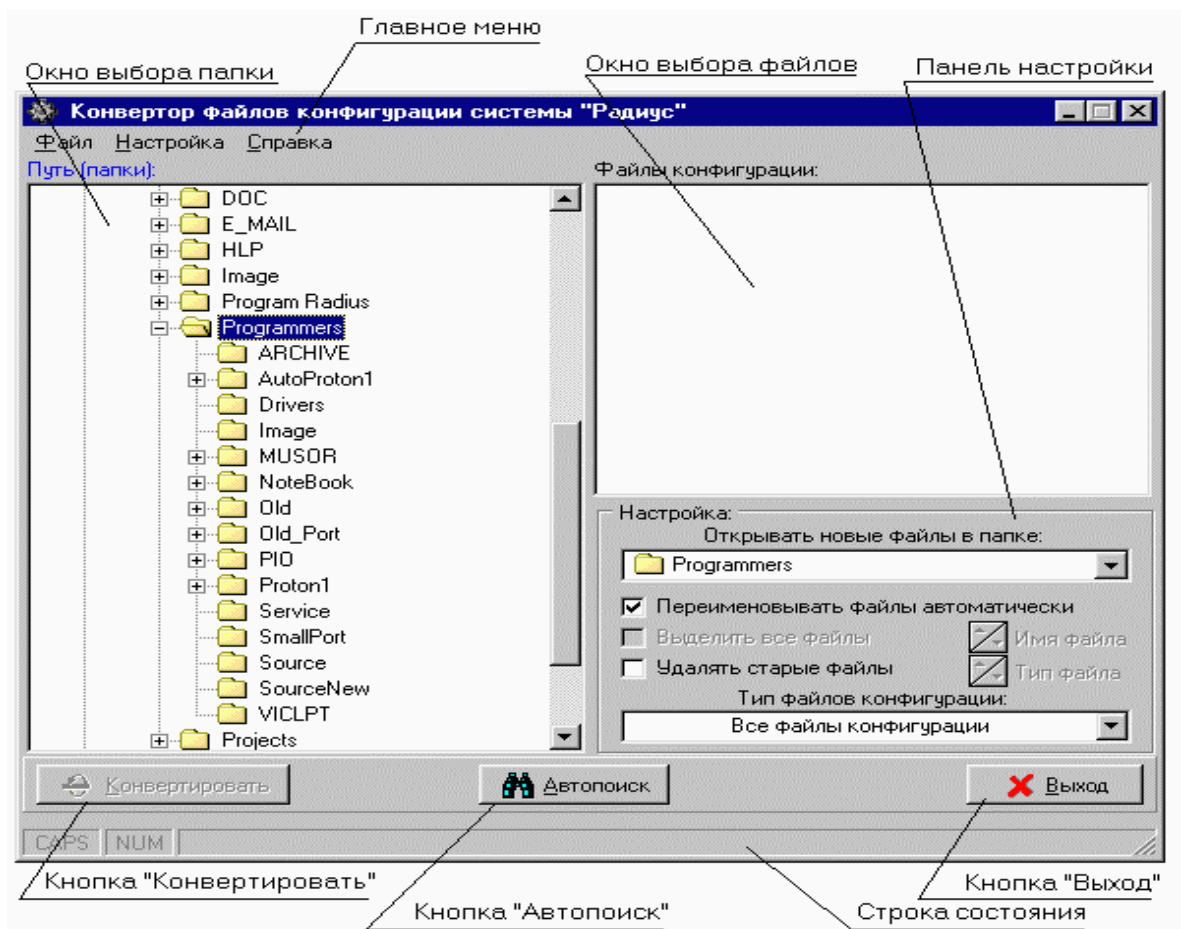 Главное меню
Окно выбора папки
Окно выбора файлов
Панель настройки
Конвертор файлов конфигурации системы "Радиус"
Файл Настройка Справка
Путь (папки):
Файлы конфигурации:
DOC
E_MAIL
HLP
Image
Program Radius
Programmers
ARCHIVE
AutoProton1
Drivers
Image
MUSOR
NoteBook
Old
Old_Port
PIO
Proton1
Service
SmallPort
Source
SourceNew
VICLPT
Projects
Настройка:
Открывать новые файлы в папке:
Programmers
Переименовывать файлы автоматически
Выделить все файлы
Имя файла
Удалять старые файлы
Тип файла
Тип файлов конфигурации:
Все файлы конфигурации
Конвертировать
Автопоиск
Выход
CAPS NUM
Кнопка "Конвертировать"
Кнопка "Выход"
Кнопка "Автопоиск"
Строка состояния